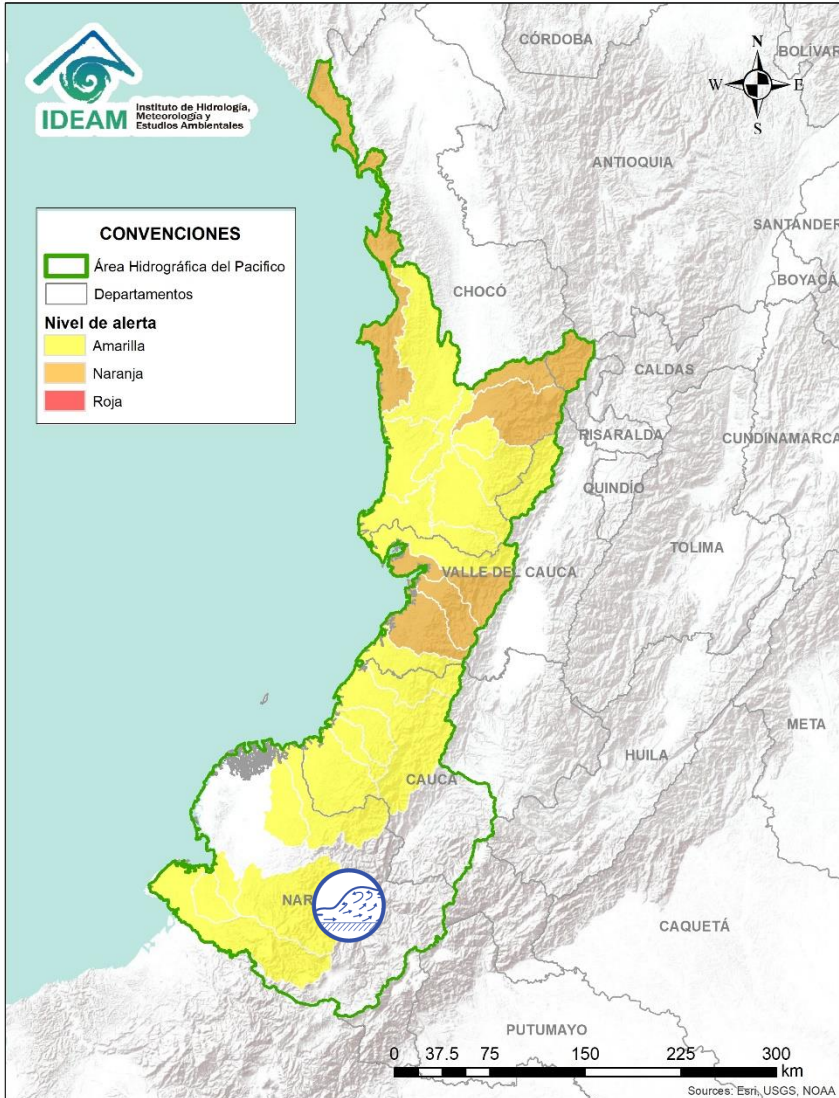 IDEAM
Instituto de Hidrología,
Meteorología y
Estudios Ambientales
CÓRDOBA
BOLÍVAR
N
W
E
S
ANTIOQUIA
SANTANDER
BOYACÁ
CONVENCIONES
Área Hidrográfica del Pacifico
Departamentos
Nivel de alerta
Amarilla
Naranja
Roja
CHOCÓ
CALDAS
RISARALDA
CUNDINAMARCA
QUINDÍO
TOLIMA
VALLE DEL CAUCA
META
HUILA
CAUCA
NAR
CAQUETÁ
PUTUMAYO
0 37.5 75 150 225 300
km
Sources: Esri, USGS, NOAA